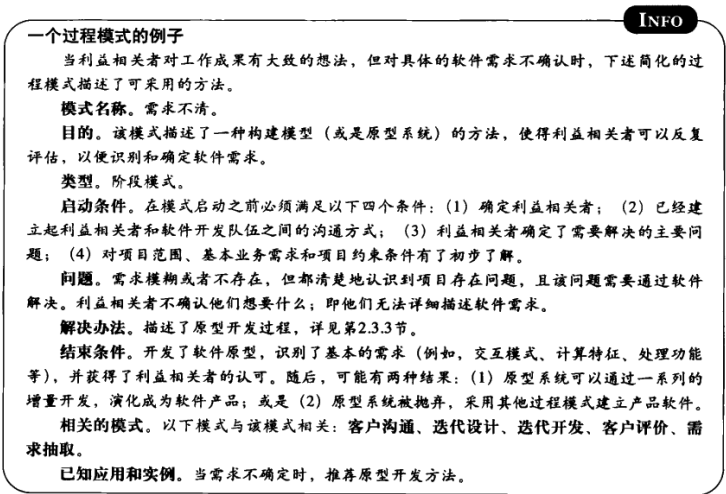 INFO
一个过程模式的例子
当利益相关者对工作成果有大致的想法，但对具体的软件需求不确认时，下述简化的过
程模式描述了可采用的方法。
模式名称。需求不清。
目的。该模式描述了一种构建模型（或是原型系统）的方法，使得利益相关者可以反复
评估，以便识别和确定软件需求。
类型。阶段模式。
启动条件。在模式启动之前必须满足以下四个条件：（1）确定利益相关者；（2）已经建
立起利益相关者和软件开发队伍之间的沟通方式；（3）利益相关者确定了需要解决的主要问
题；（4）对项目范围、基本业务需求和项目约束条件有了初步了解。
问题。需求模糊或者不存在，但都清楚地认识到项目存在问题，且该问题需要通过软件
解决。利益相关者不确认他们想要什么；即他们无法详细描述软件需求。
解决办法。描述了原型开发过程，详见第2.3.3节。
结束条件。开发了软件原型，识别了基本的需求（例如，交互模式、计算特征、处理功能
等），并获得了利益相关者的认可。随后，可能有两种结果：（1）原型系统可以通过一系列的
增量开发，演化成为软件产品；或是（2）原型系统被抛弃，采用其他过程模式建立产品软件。
相关的模式。以下模式与该模式相关：客户沟通、迭代设计、迭代开发、客户评价、需
求抽取。
已知应用和实例。当需求不确定时，推荐原型开发方法。